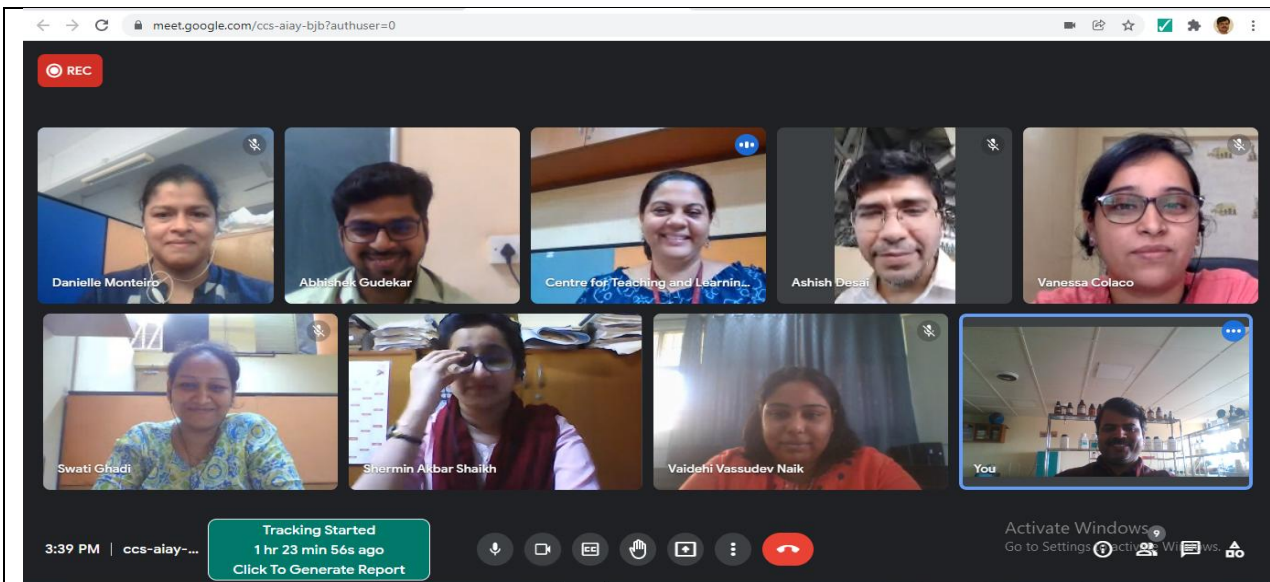 meet.google.com/ccs-aiay-bjb?authuser=0
REC
Danielle Monteiro
Abhishek Gudekar
Centre for Teaching and Learnin...
Ashish Desai
Vanessa Colaco
Swati Ghadi
Shermin Akbar Shaikh
Vaidehi Vassudev Naik
You
3:39 PM | ccs-aiay-...
Tracking Started
1 hr 23 min 56s ago
Click To Generate Report
CC
9
Activate Windows
Go to Settings to activate Windows.